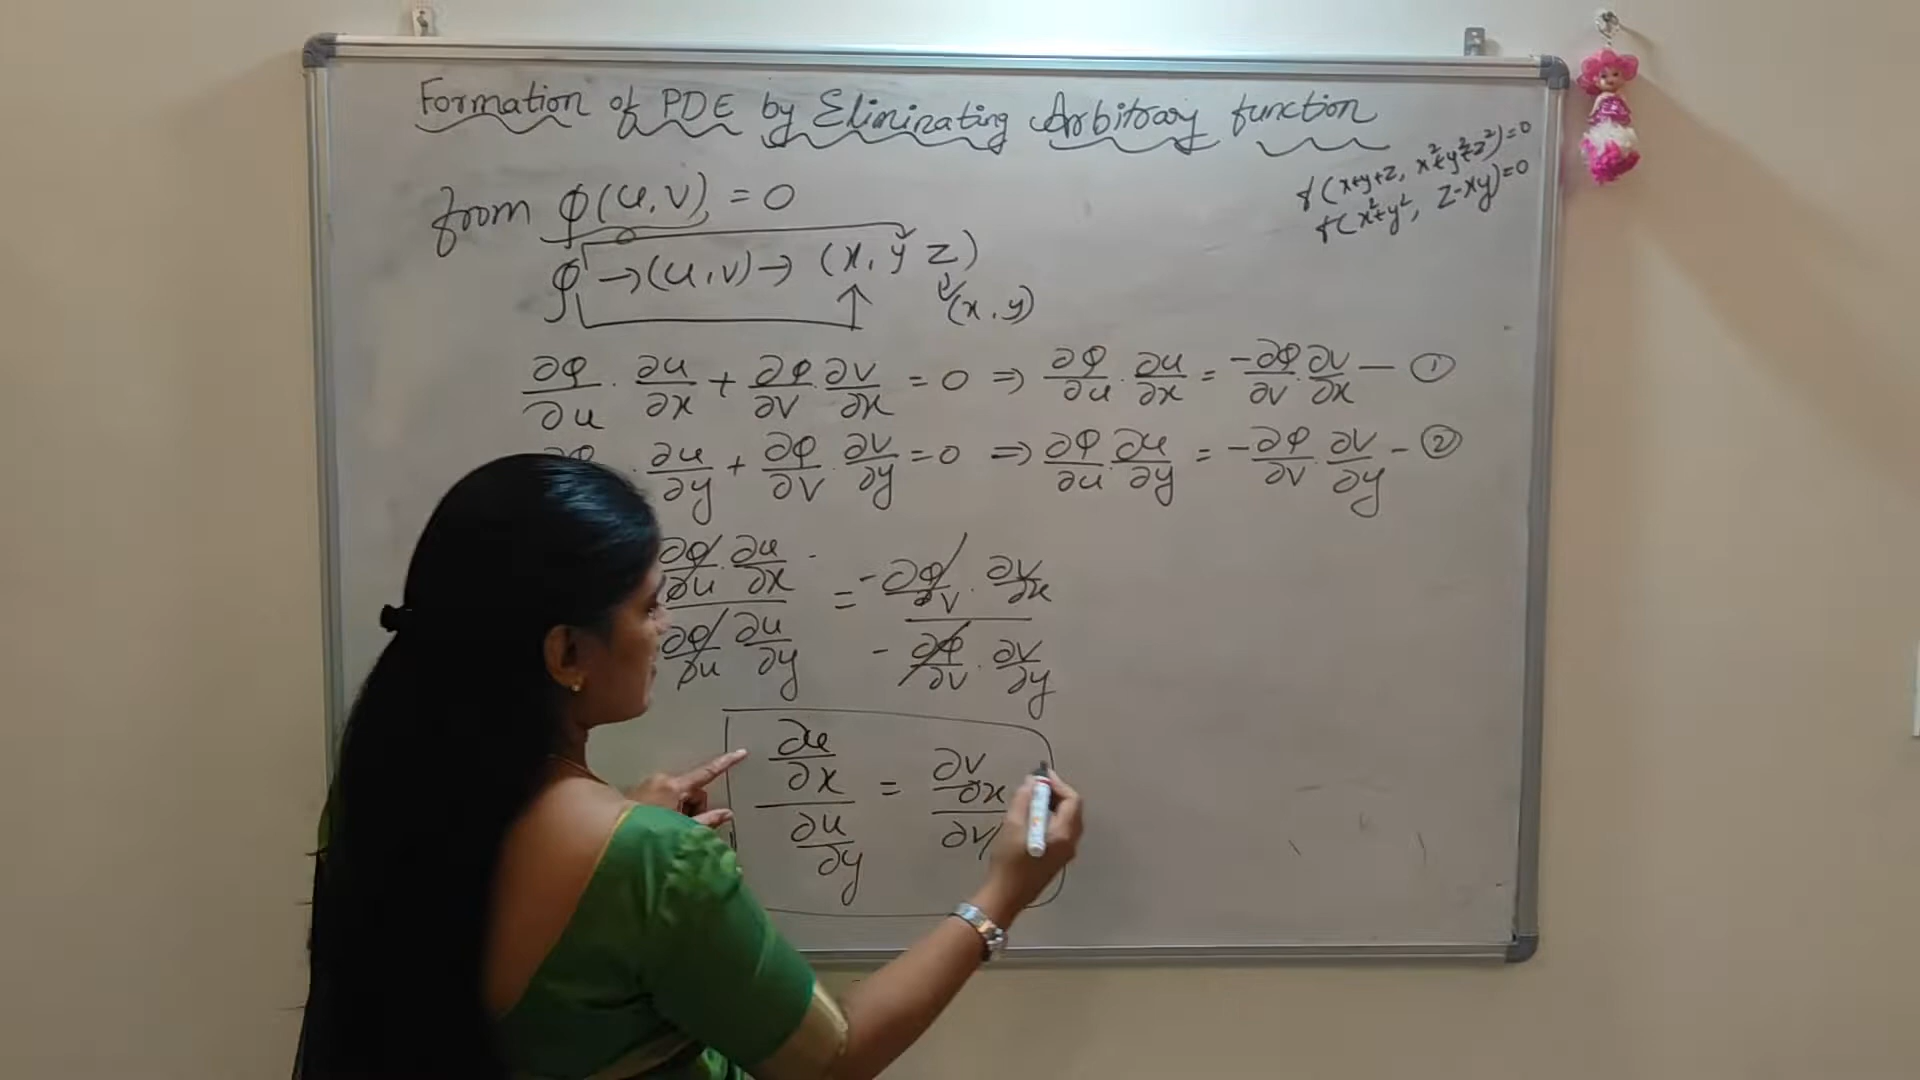 Formation of PDE by Eliminating Arbitrary function
f(x+y+z, x²+y²+z²)=0
f(x²+y², z-xy)=0
from φ(u,v) = 0
φ → (u,v) → (x, y z)
(x, y)
∂φ/∂u · ∂u/∂x + ∂φ/∂v · ∂v/∂x = 0 ⇒ ∂φ/∂u · ∂u/∂x = -∂φ/∂v · ∂v/∂x — ①
∂u/∂y + ∂φ/∂v · ∂v/∂y = 0 ⇒ ∂φ/∂u · ∂u/∂y = -∂φ/∂v · ∂v/∂y - ②
(∂φ/∂u · ∂u/∂x)/(∂φ/∂u ∂u/∂y) = (-∂φ/∂v · ∂v/∂x)/(-∂φ/∂v · ∂v/∂y)
(∂u/∂x)/(∂u/∂y) = (∂v/∂x)/(∂v/